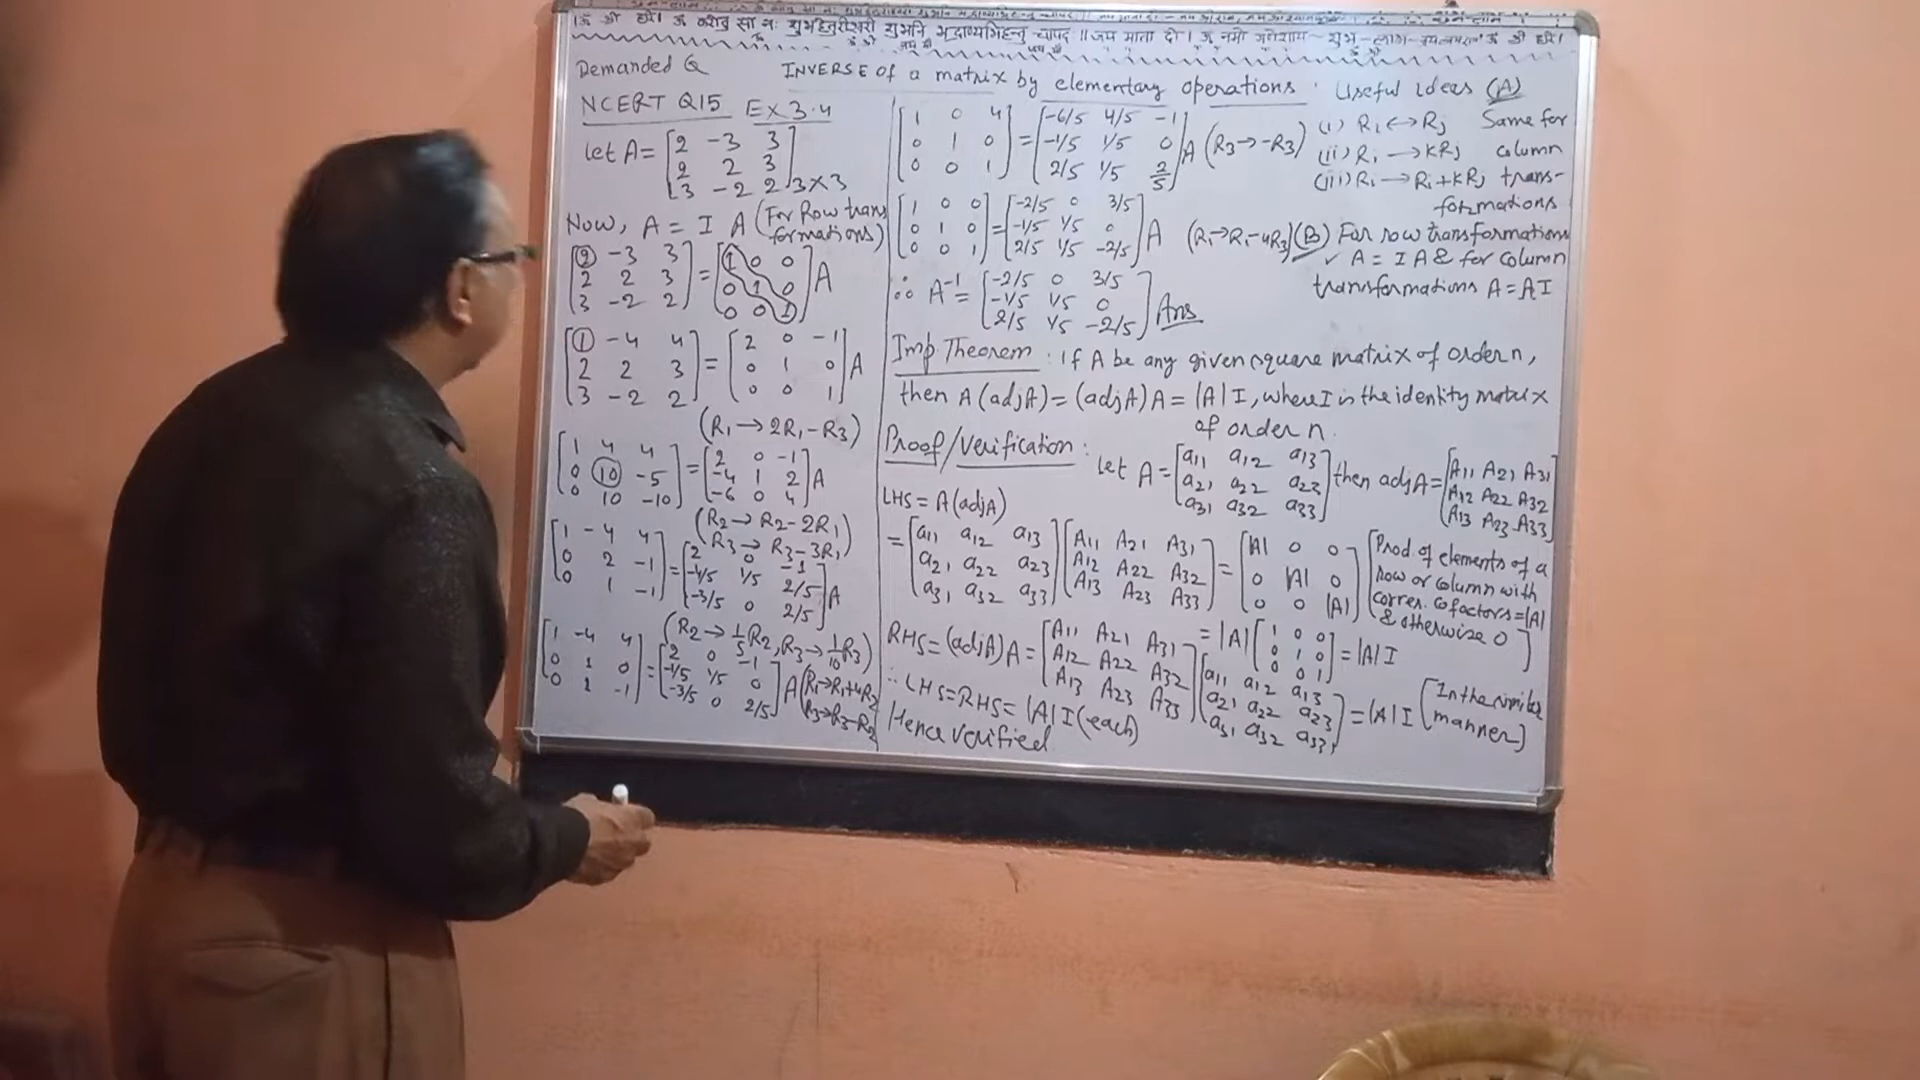 ॐ श्री हरि। ॐ करोतु सा नः शुभहेतुरीश्वरी शुभानि भद्राण्यभिहन्तु चापदः ॥ जय माता दी। ॐ नमो गणेशाय - शुभ - लाभ - ॐ श्री हरि।
Demanded Q
INVERSE of a matrix by elementary operations.
NCERT Q15 EX 3.4
Let A = [2 -3 3
2 2 3
3 -2 2] 3×3
Now, A = I A (For Row transformations)
[2 -3 3
2 2 3
3 -2 2] = [1 0 0
0 1 0
0 0 1] A
[1 -4 4
2 2 3
3 -2 2] = [2 0 -1
0 1 0
0 0 1] A
(R1 → 2R1 - R3)
[1 4 4
0 10 -5
0 10 -10] = [2 0 -1
-4 1 2
-6 0 4] A
(R2 → R2 - 2R1)
R3 → R3 - 3R1)
[1 -4 4
0 2 -1
0 1 -1] = [2 0 -1
-4/5 1/5 2/5
-3/5 0 2/5] A
(R2 → 1/5 R2, R3 → 1/10 R3)
[1 -4 4
0 1 0
0 1 -1] = [2 0 -1
-1/5 1/5 0
-3/5 0 2/5] A (R1→R1+4R2
R3→R3-R2
[1 0 4
0 1 0
0 0 1] = [-6/5 4/5 -1
-1/5 1/5 0
2/5 1/5 2/5] A (R3 → -R3)
[1 0 0
0 1 0
0 0 1] = [-2/5 0 3/5
-1/5 1/5 0
2/5 1/5 -2/5] A (R1→R1-4R3)
∴ A⁻¹ = [-2/5 0 3/5
-1/5 1/5 0
2/5 1/5 -2/5] Ans
Useful ideas (A)
(i) Ri ↔ Rj Same for
(ii) Ri → kRj column
(iii) Ri → Ri + kRj trans-
formations
(B) For row transformations
✓ A = I A & for column
transformations A = A I
Imp Theorem : If A be any given square matrix of order n,
then A (adjA) = (adjA) A = |A| I, where I is the identity matrix
of order n.
Proof/Verification :
Let A = [a11 a12 a13
a21 a22 a23
a31 a32 a33] then adjA = [A11 A21 A31
A12 A22 A32
A13 A23 A33]
LHS = A (adjA)
= [a11 a12 a13
a21 a22 a23
a31 a32 a33] [A11 A21 A31
A12 A22 A32
A13 A23 A33] = [|A| 0 0
0 |A| 0
0 0 |A|] [Prod. of elements of a
row or column with
corres. cofactors = |A|
& otherwise 0]
= |A| [1 0 0
0 1 0
0 0 1] = |A| I
RHS = (adjA) A = [A11 A21 A31
A12 A22 A32
A13 A23 A33] [a11 a12 a13
a21 a22 a23
a31 a32 a33] = |A| I [In the similar
manner]
∴ LHS = RHS = |A| I (each)
Hence verified.